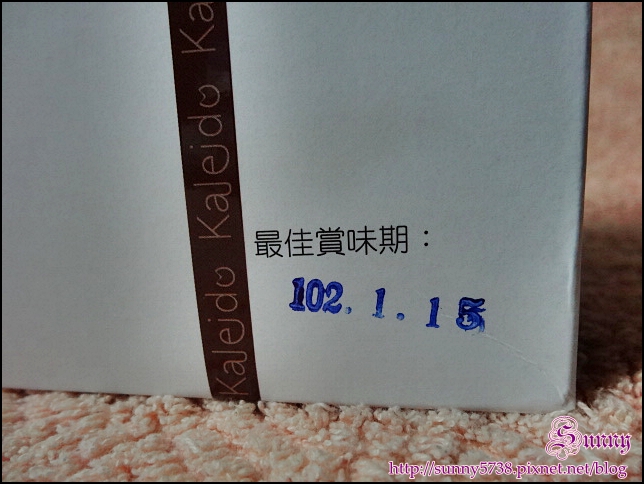 Kalejdo Kalejdo Ka
最佳賞味期：
102.1.15
Sunny
http://sunny5738.pixnet.net/blog